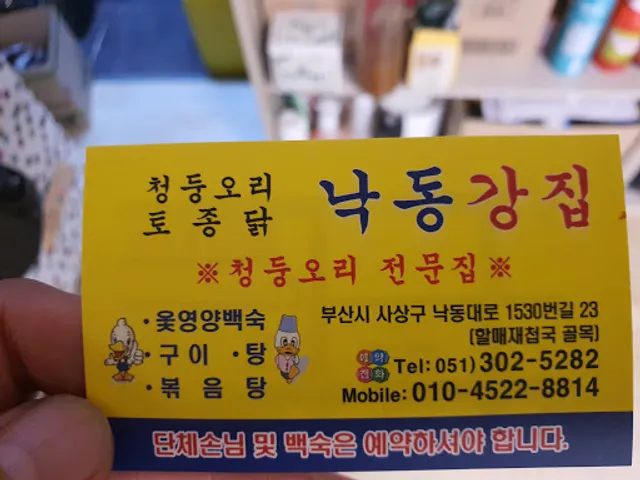 청둥오리
토종닭
낙동강집
※청둥오리 전문집※
·옻영양백숙
·구이 ·탕
·볶음탕
부산시 사상구 낙동대로 1530번길 23
(할매재첩국 골목)
예약
전화
Tel: 051) 302-5282
Mobile: 010-4522-8814
단체손님 및 백숙은 예약하셔야 합니다.